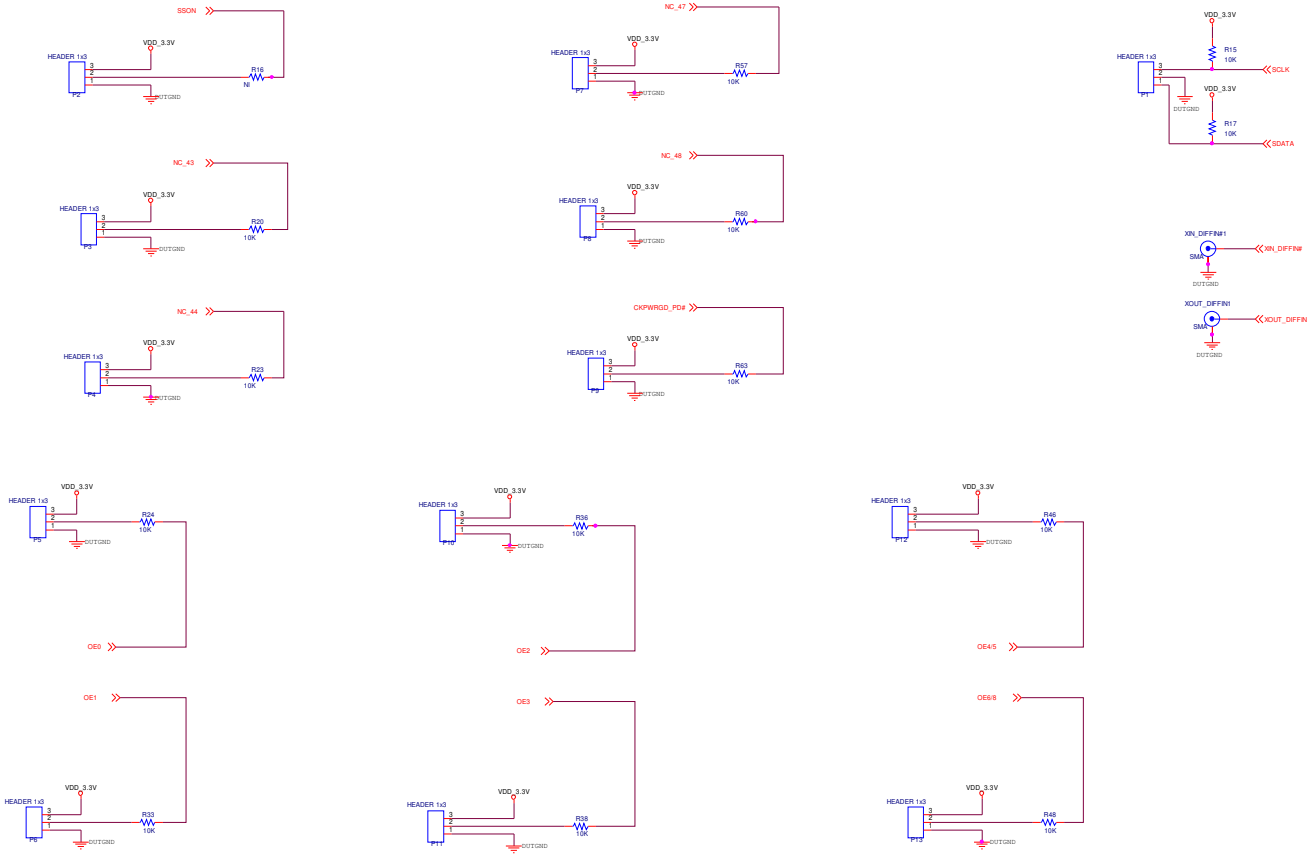 SSON
VDD_3.3V
HEADER 1x3
3
2
1
P2
R16
NI
DUTGND
NC_47
VDD_3.3V
HEADER 1x3
3
2
1
P7
R57
10K
DUTGND
VDD_3.3V
R15
10K
HEADER 1x3
3
2
1
P1
SCLK
VDD_3.3V
DUTGND
R17
10K
SDATA
NC_43
VDD_3.3V
HEADER 1x3
3
2
1
P3
R20
10K
DUTGND
NC_48
VDD_3.3V
HEADER 1x3
3
2
1
P8
R60
10K
DUTGND
XIN_DIFFIN#1
SMA
XIN_DIFFIN#
DUTGND
XOUT_DIFFIN1
SMA
XOUT_DIFFIN
DUTGND
NC_44
VDD_3.3V
HEADER 1x3
3
2
1
P4
R23
10K
DUTGND
CKPWRGD_PD#
VDD_3.3V
HEADER 1x3
3
2
1
P9
R63
10K
DUTGND
VDD_3.3V
HEADER 1x3
3
2
1
P5
R24
10K
DUTGND
OE0
VDD_3.3V
HEADER 1x3
3
2
1
P10
R36
10K
DUTGND
OE2
VDD_3.3V
HEADER 1x3
3
2
1
P12
R46
10K
DUTGND
OE4/5
OE1
VDD_3.3V
HEADER 1x3
3
2
1
P6
R33
10K
DUTGND
OE3
VDD_3.3V
HEADER 1x3
3
2
1
P11
R38
10K
DUTGND
OE6/8
VDD_3.3V
HEADER 1x3
3
2
1
P13
R48
10K
DUTGND